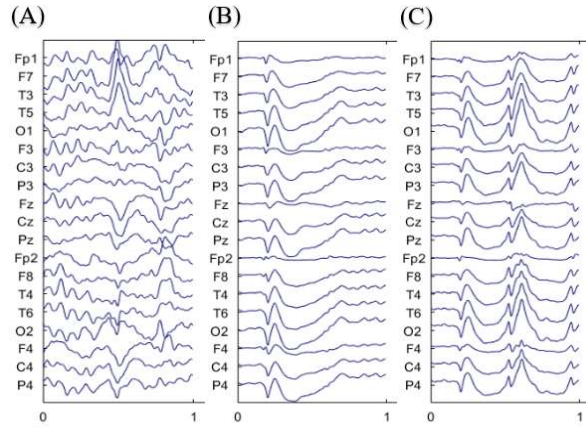 (A) (B) (C)
Fp1 Fp1 Fp1
F7 F7 F7
T3 T3 T3
T5 T5 T5
O1 O1 O1
F3 F3 F3
C3 C3 C3
P3 P3 P3
Fz Fz Fz
Cz Cz Cz
Pz Pz Pz
Fp2 Fp2 Fp2
F8 F8 F8
T4 T4 T4
T6 T6 T6
O2 O2 O2
F4 F4 F4
C4 C4 C4
P4 P4 P4
0 1 0 1 0 1